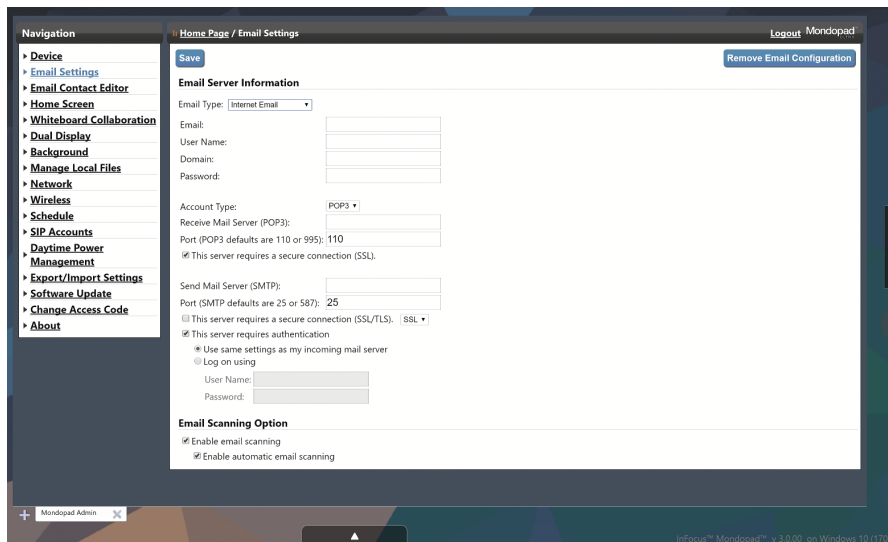 Navigation
Home Page / Email Settings
Logout Mondopad™
Device
Email Settings
Email Contact Editor
Home Screen
Whiteboard Collaboration
Dual Display
Background
Manage Local Files
Network
Wireless
Schedule
SIP Accounts
Daytime Power
Management
Export/Import Settings
Software Update
Change Access Code
About
Save
Remove Email Configuration
Email Server Information
Email Type: Internet Email
Email:
User Name:
Domain:
Password:
Account Type: POP3
Receive Mail Server (POP3):
Port (POP3 defaults are 110 or 995): 110
This server requires a secure connection (SSL).
Send Mail Server (SMTP):
Port (SMTP defaults are 25 or 587): 25
This server requires a secure connection (SSL/TLS). SSL
This server requires authentication
Use same settings as my incoming mail server
Log on using
User Name:
Password:
Email Scanning Option
Enable email scanning
Enable automatic email scanning
Mondopad Admin
InFocus™ Mondopad™ v 3.0.00 on Windows 10 (170